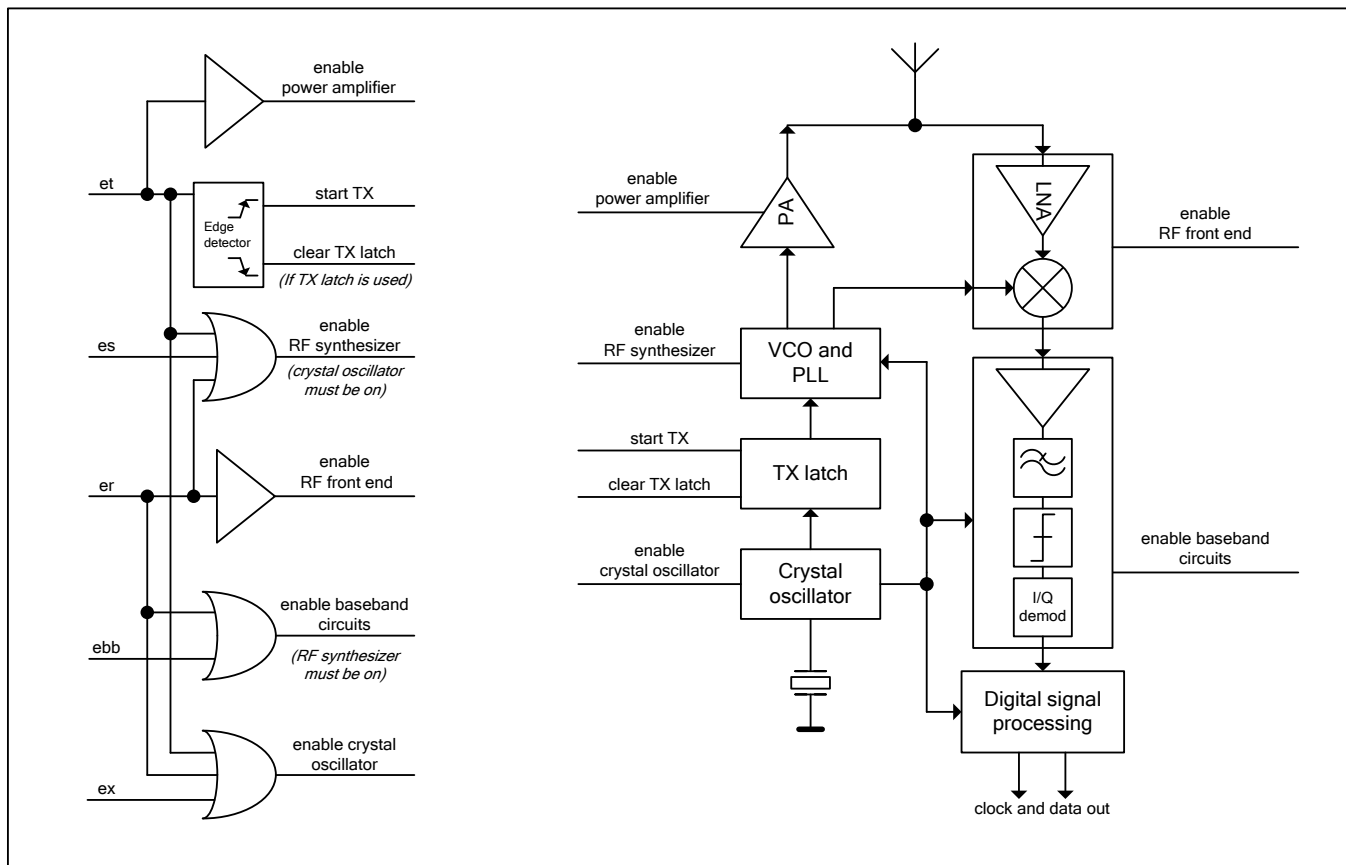 enable
power amplifier
et
Edge
detector
start TX
clear TX latch
(If TX latch is used)
es
enable
RF synthesizer
(crystal oscillator
must be on)
er
enable
RF front end
ebb
enable baseband
circuits
(RF synthesizer
must be on)
ex
enable crystal
oscillator
enable
power amplifier
PA
LNA
enable
RF front end
enable
RF synthesizer
VCO and
PLL
start TX
clear TX latch
TX latch
enable
crystal oscillator
Crystal
oscillator
I/Q
demod
enable baseband
circuits
Digital signal
processing
clock and data out